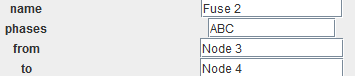 name Fuse 2
phases ABC
from Node 3
to Node 4